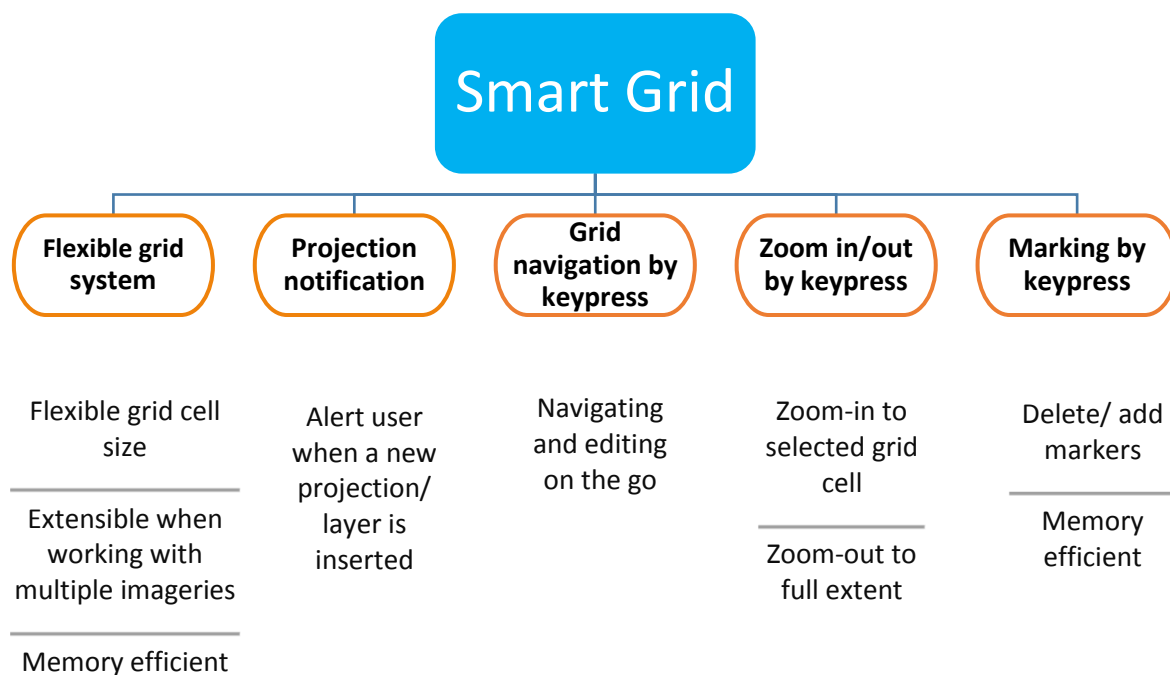 Smart Grid
Flexible grid
system
Projection
notification
Grid
navigation by
keypress
Zoom in/out
by keypress
Marking by
keypress
Flexible grid cell
size
Extensible when
working with
multiple imageries
Memory efficient
Alert user
when a new
projection/
layer is
inserted
Navigating
and editing
on the go
Zoom-in to
selected grid
cell
Zoom-out to
full extent
Delete/ add
markers
Memory
efficient